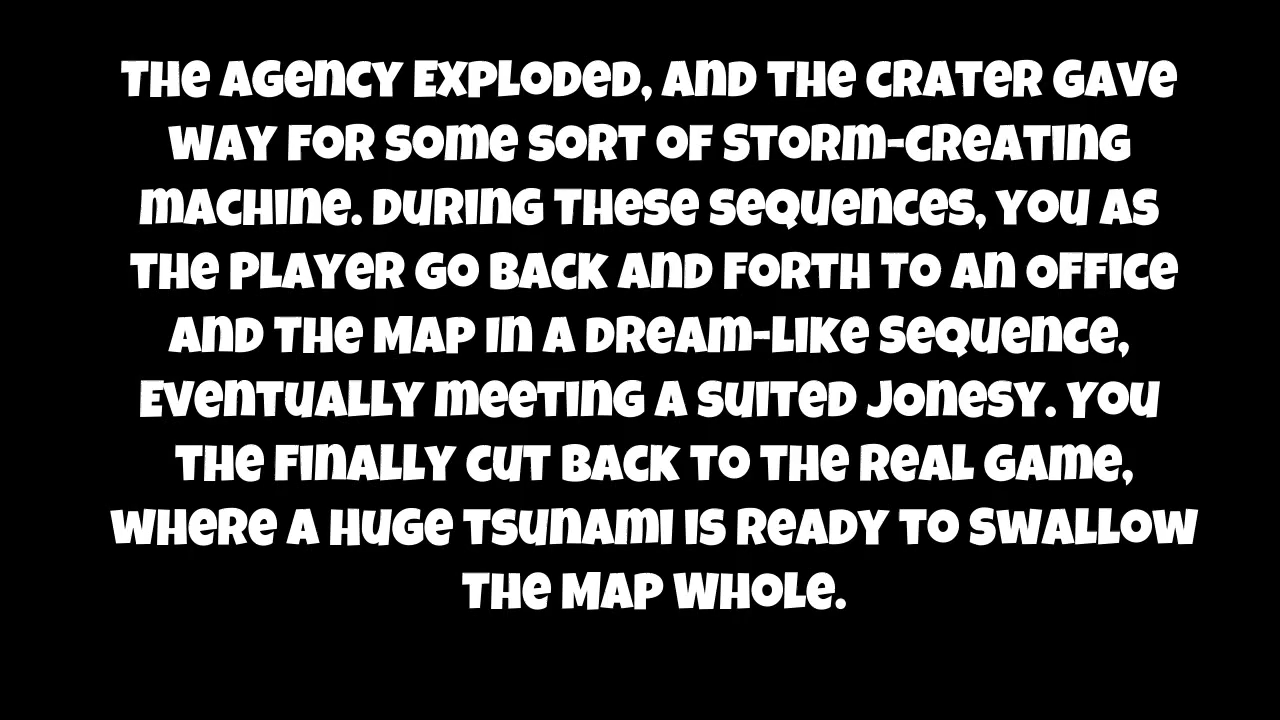 The Agency exploded, and the crater gave
way for some sort of storm-creating
machine. During these sequences, you as
the player go back and forth to an office
and the map in a dream-like sequence,
eventually meeting a suited Jonesy. You
the finally cut back to the real game,
where a huge tsunami is ready to swallow
the map whole.